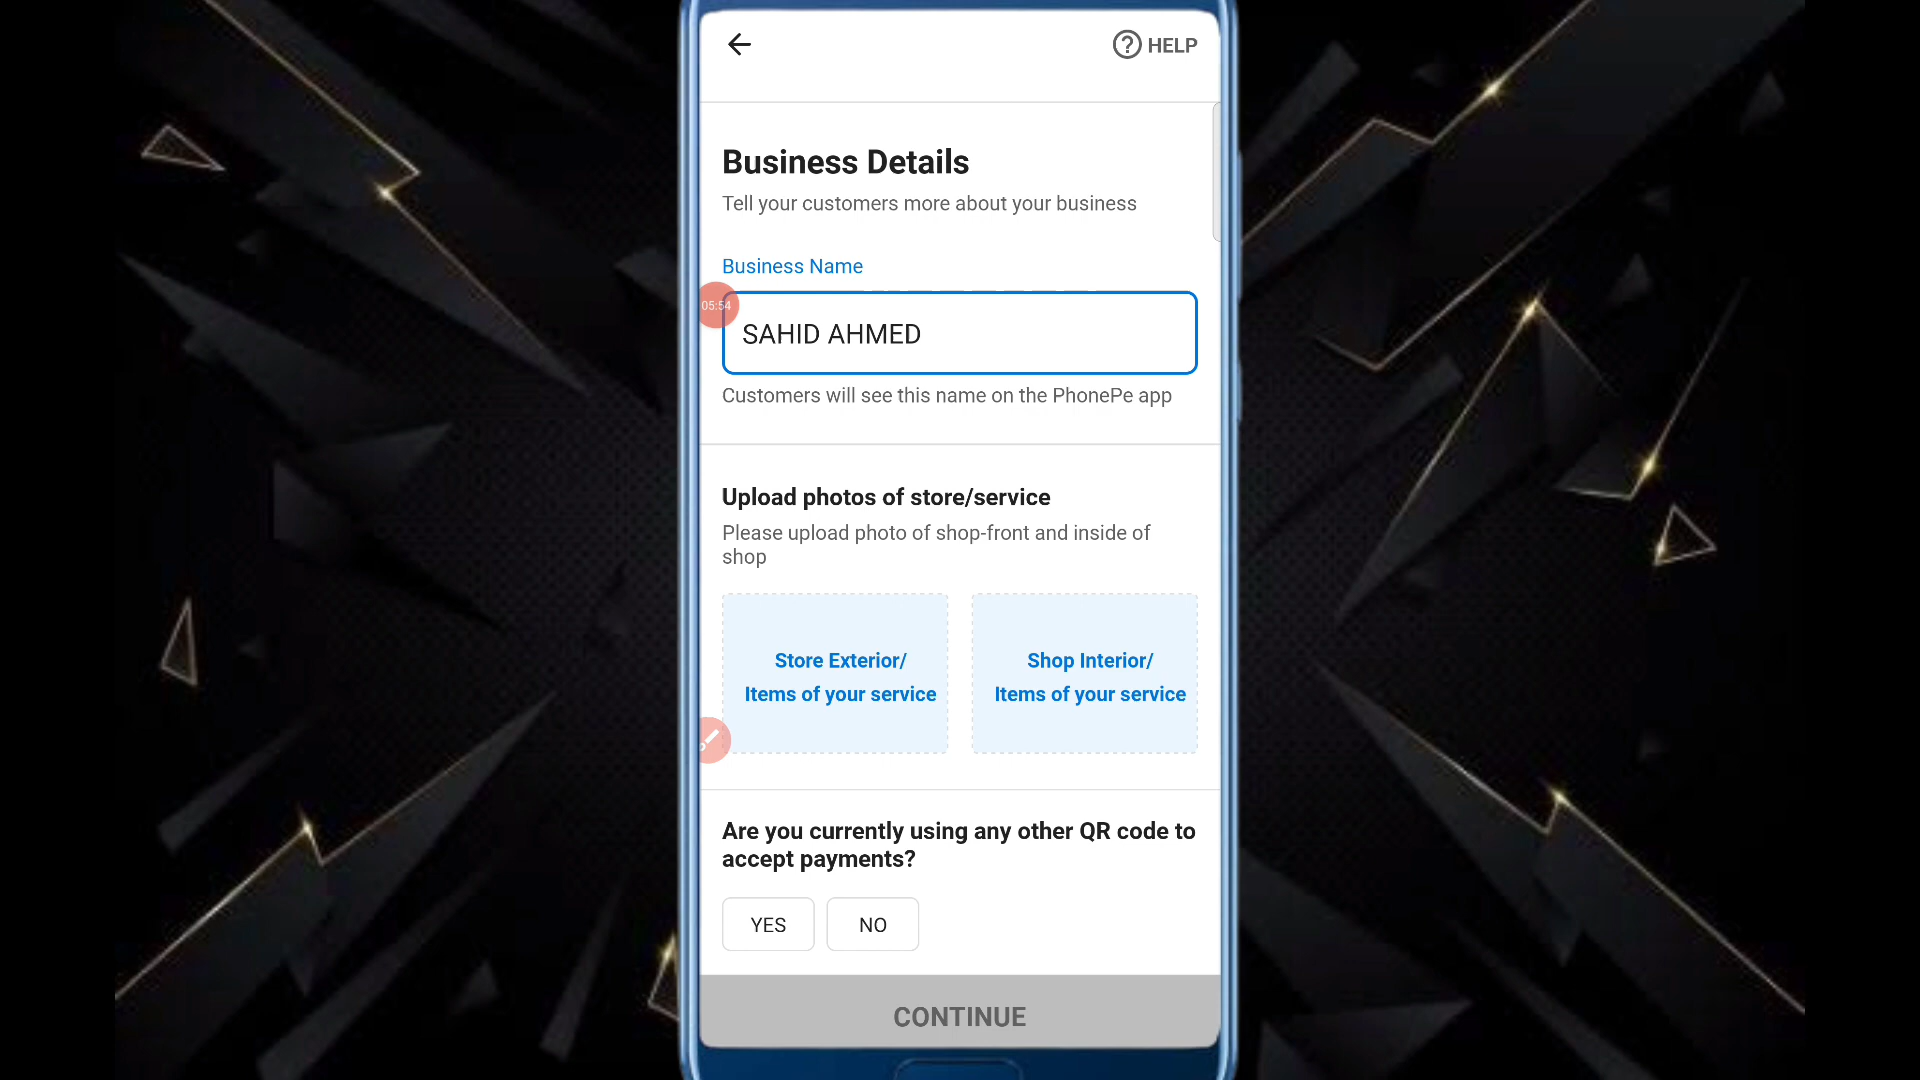 HELP
Business Details
Tell your customers more about your business
Business Name
05:54
SAHID AHMED
Customers will see this name on the PhonePe app
Upload photos of store/service
Please upload photo of shop-front and inside of
shop
Store Exterior/
Items of your service
Shop Interior/
Items of your service
Are you currently using any other QR code to
accept payments?
YES
NO
CONTINUE